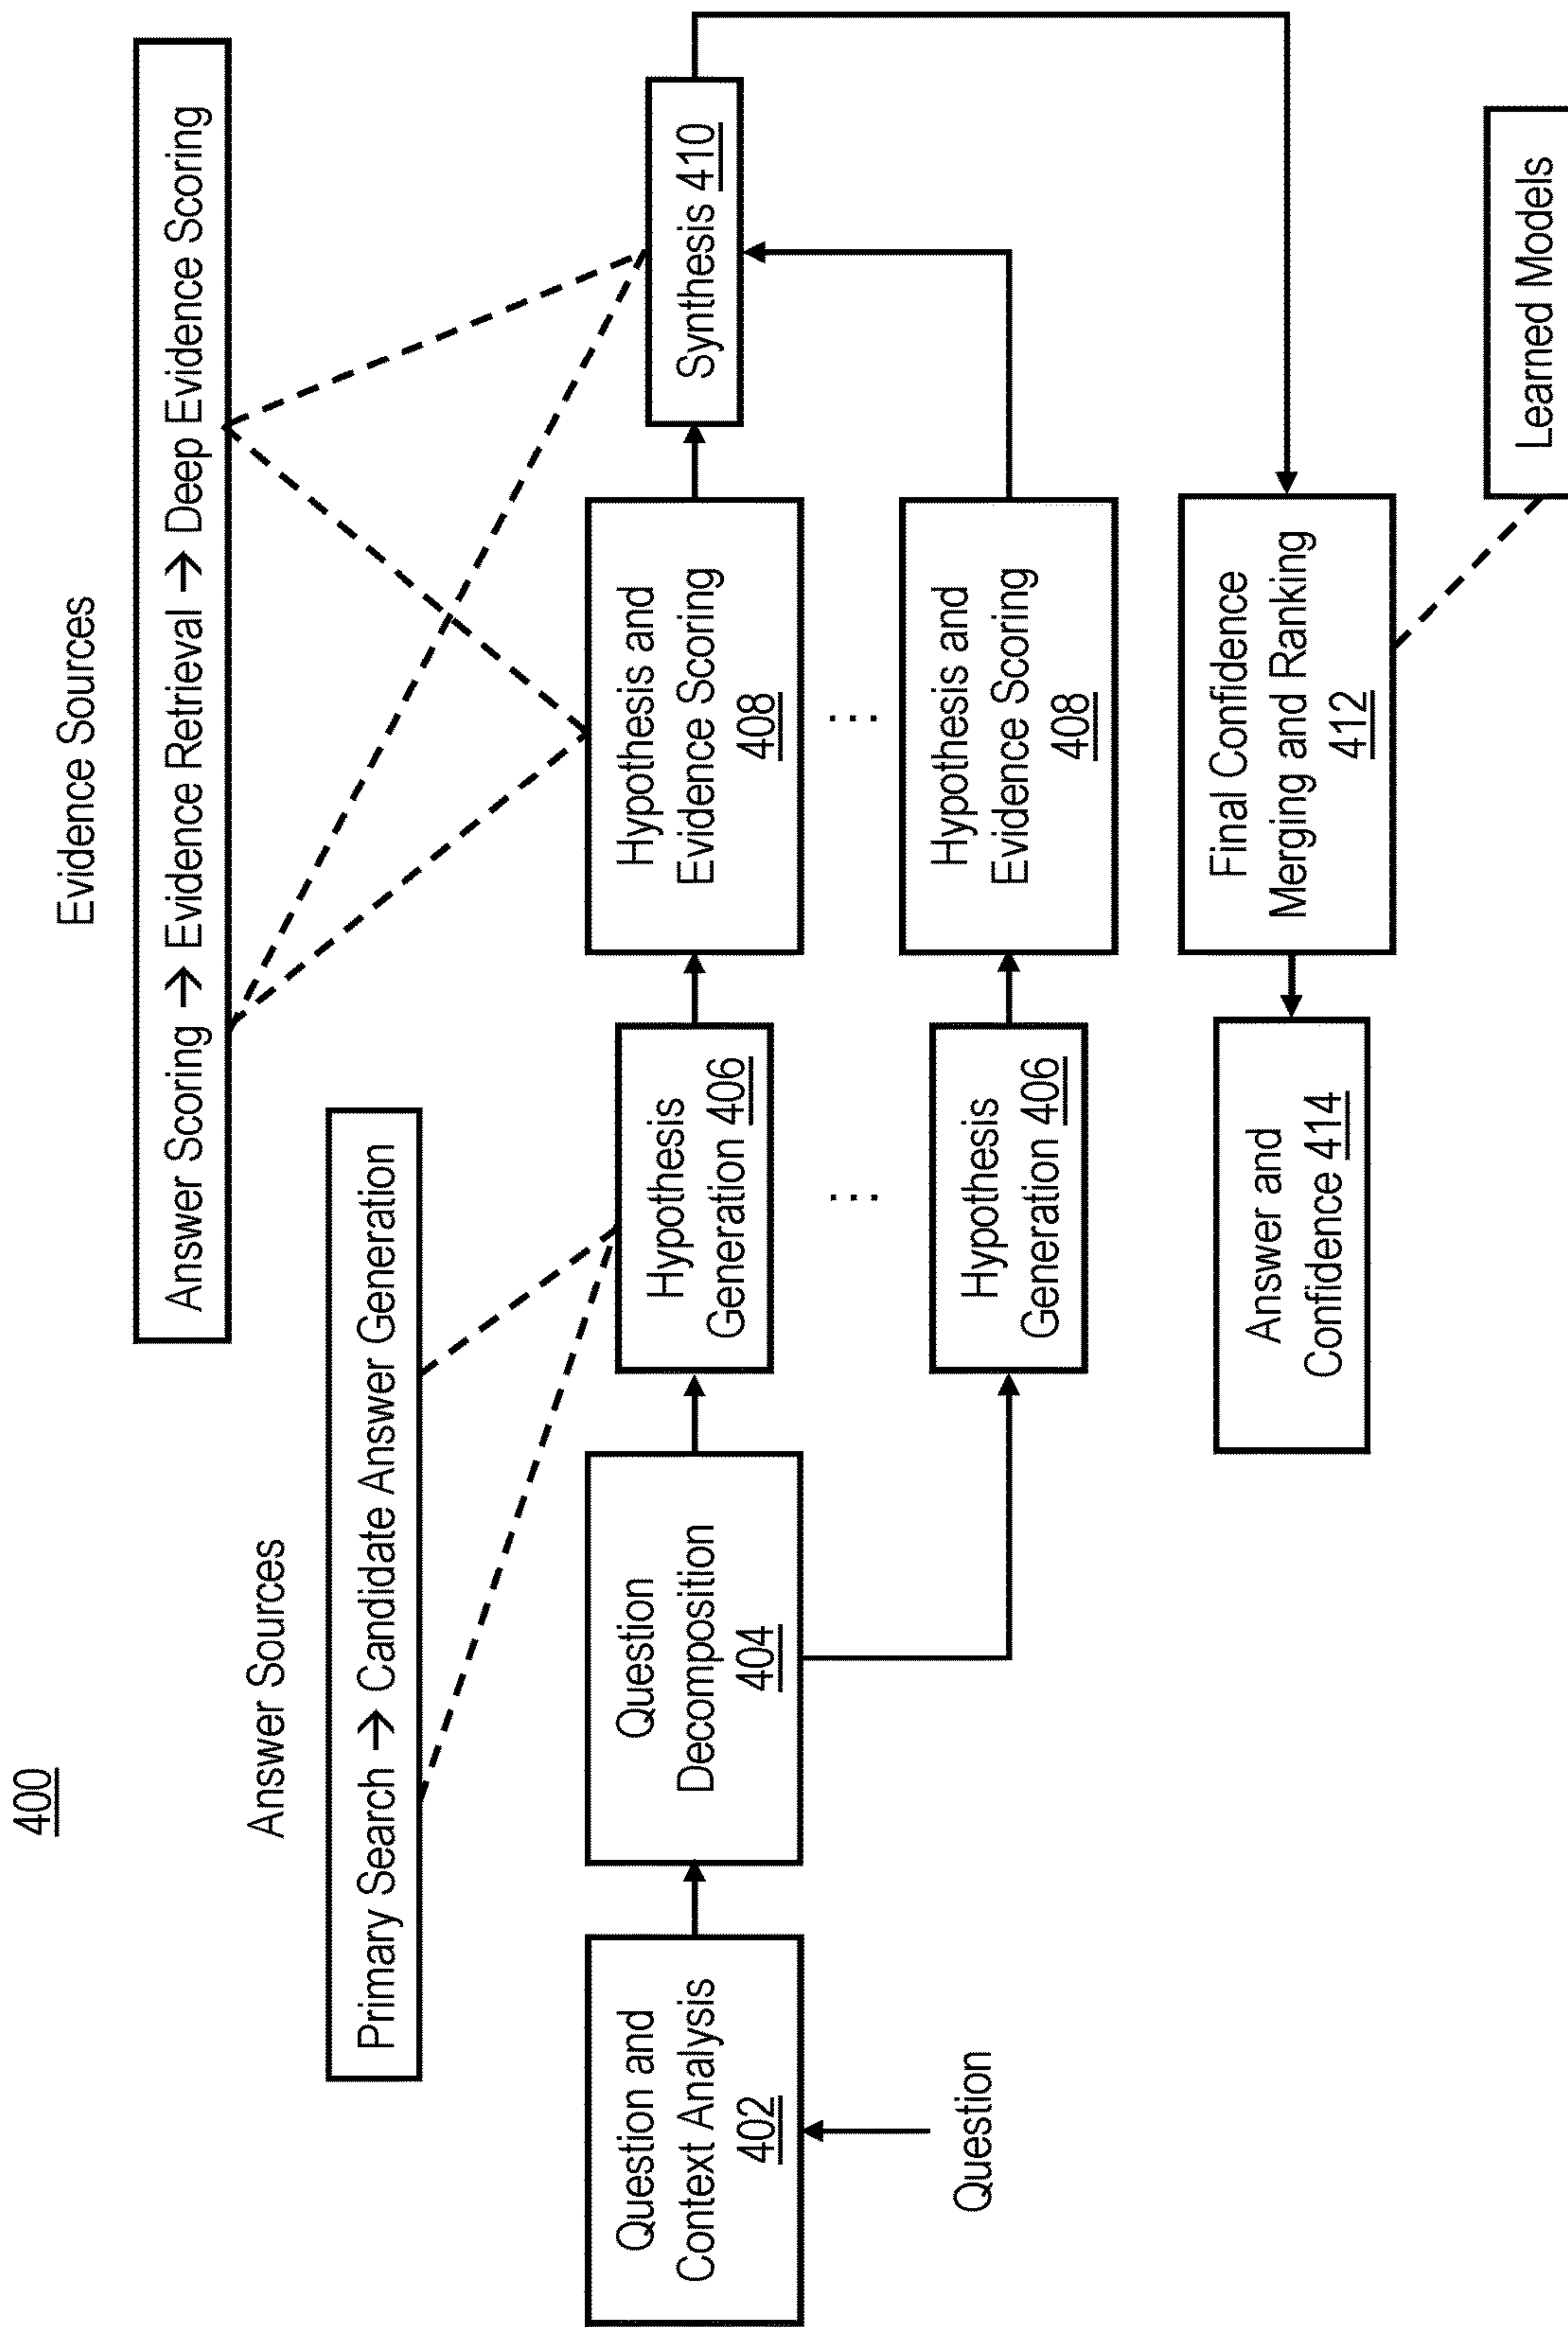 400
Evidence Sources
Answer Scoring → Evidence Retrieval → Deep Evidence Scoring
Answer Sources
Primary Search → Candidate Answer Generation
Question and
Context Analysis
402
Question
Decomposition
404
Hypothesis
Generation 406
Hypothesis and
Evidence Scoring
408
Synthesis 410
...
...
Question
Hypothesis
Generation 406
Hypothesis and
Evidence Scoring
408
Answer and
Confidence 414
Final Confidence
Merging and Ranking
412
Learned Models